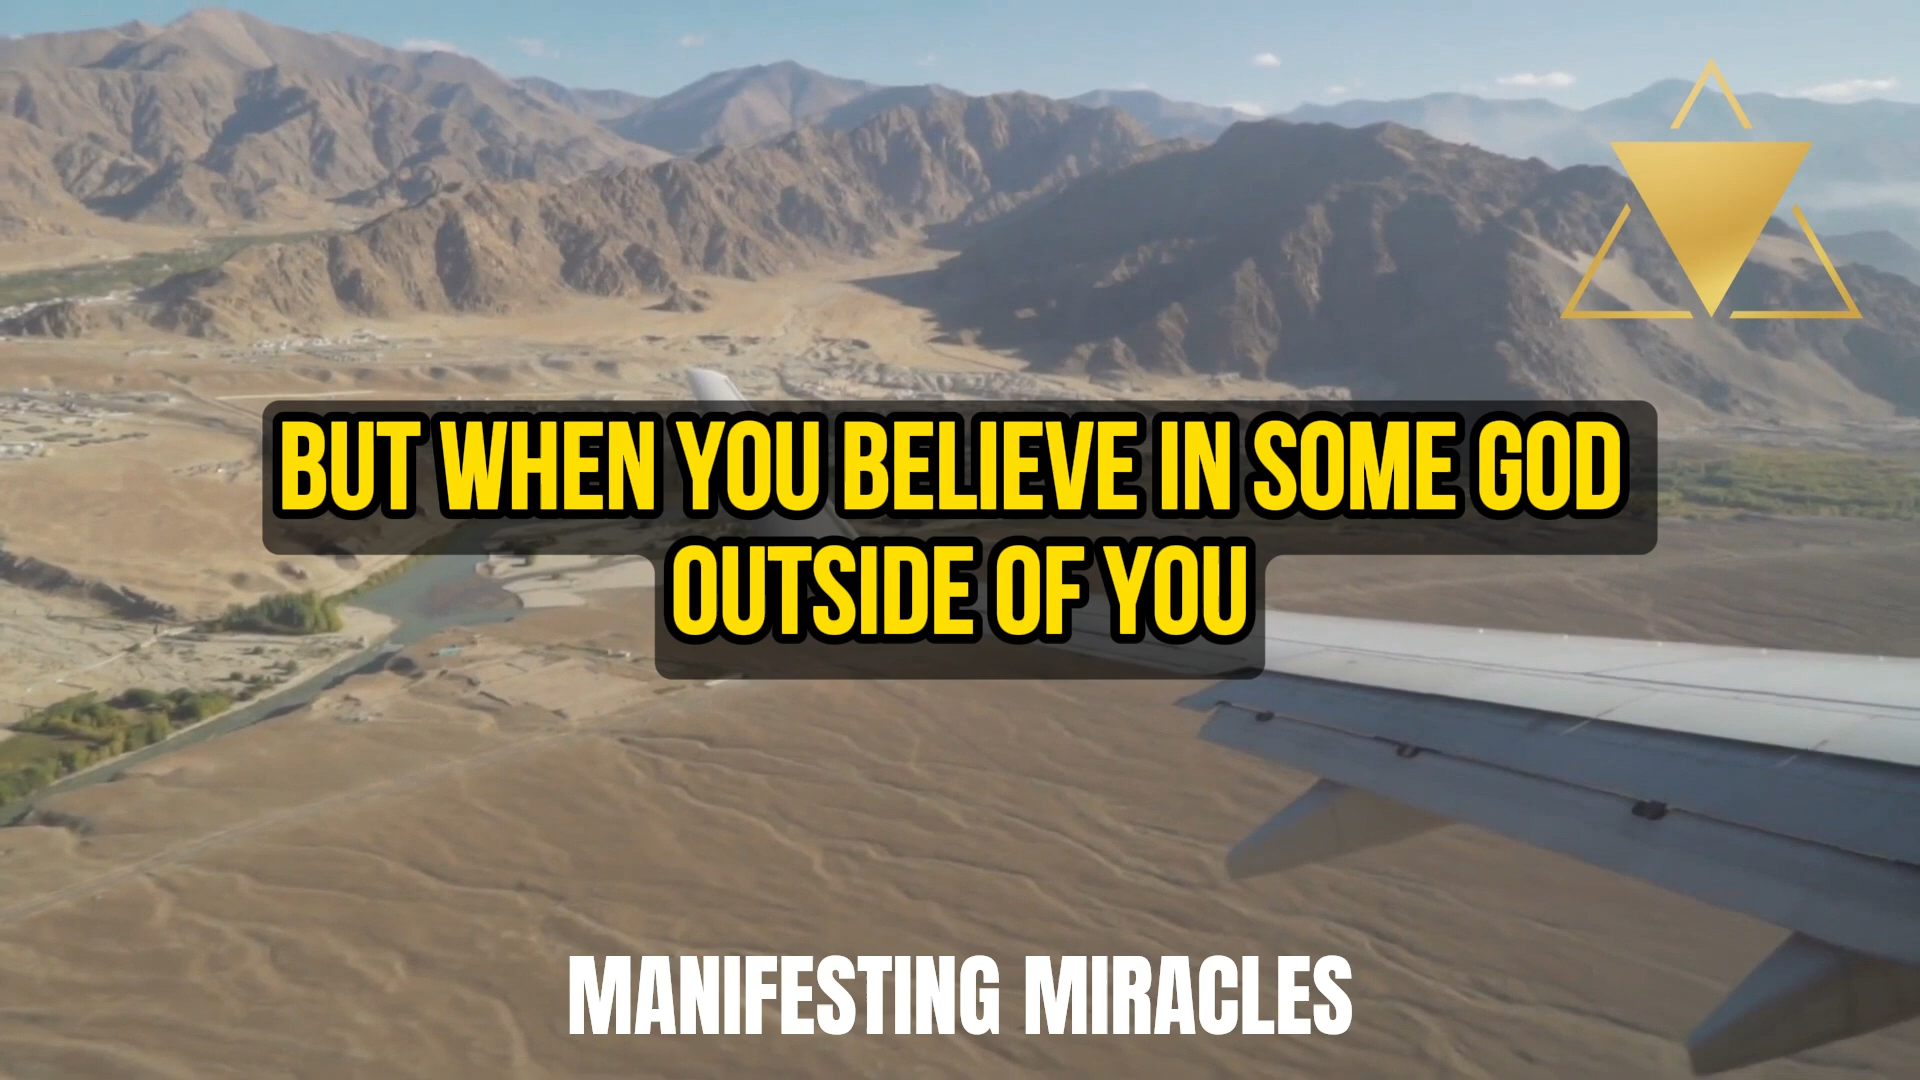 BUT WHEN YOU BELIEVE IN SOME GOD
OUTSIDE OF YOU
MANIFESTING MIRACLES